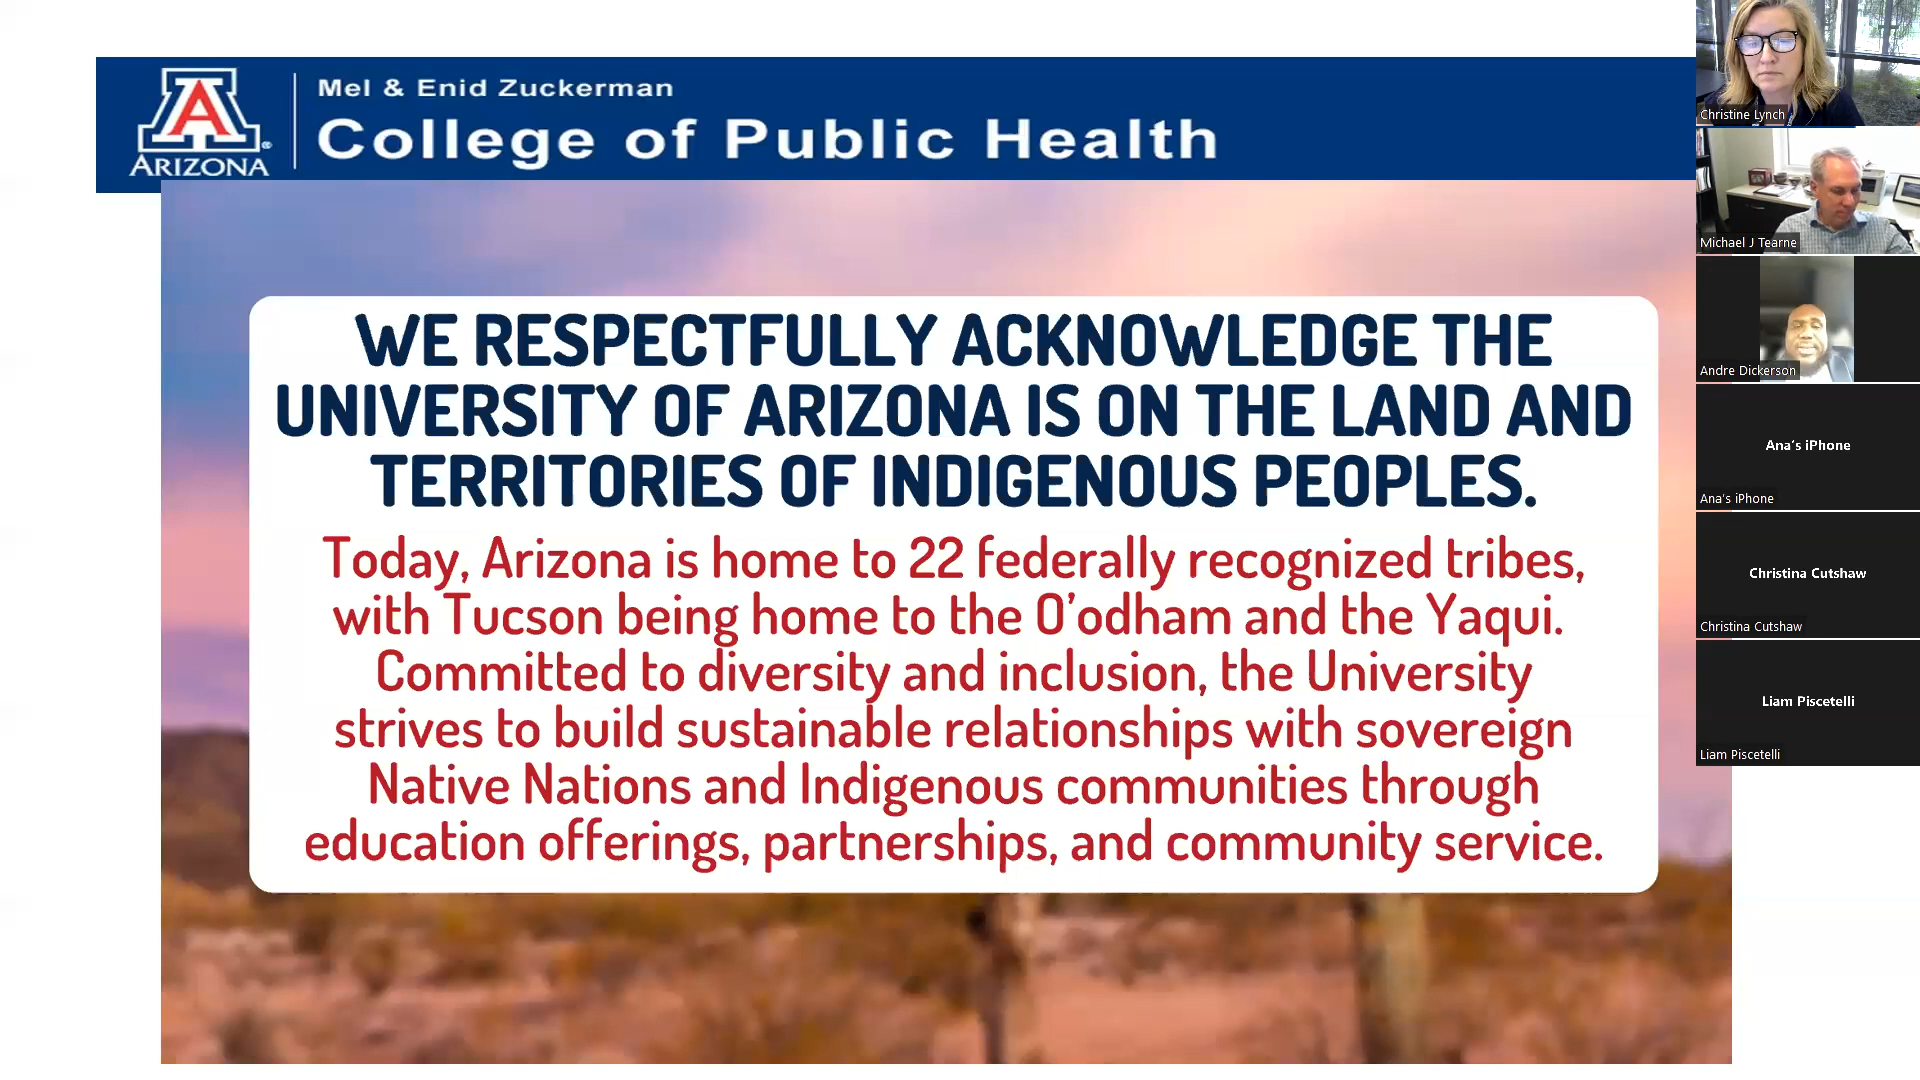 A
ARIZONA
Mel & Enid Zuckerman
College of Public Health
WE RESPECTFULLY ACKNOWLEDGE THE
UNIVERSITY OF ARIZONA IS ON THE LAND AND
TERRITORIES OF INDIGENOUS PEOPLES.
Today, Arizona is home to 22 federally recognized tribes,
with Tucson being home to the O’odham and the Yaqui.
Committed to diversity and inclusion, the University
strives to build sustainable relationships with sovereign
Native Nations and Indigenous communities through
education offerings, partnerships, and community service.
Christine Lynch
Michael J Tearne
Andre Dickerson
Ana's iPhone
Ana's iPhone
Christina Cutshaw
Christina Cutshaw
Liam Piscetelli
Liam Piscetelli